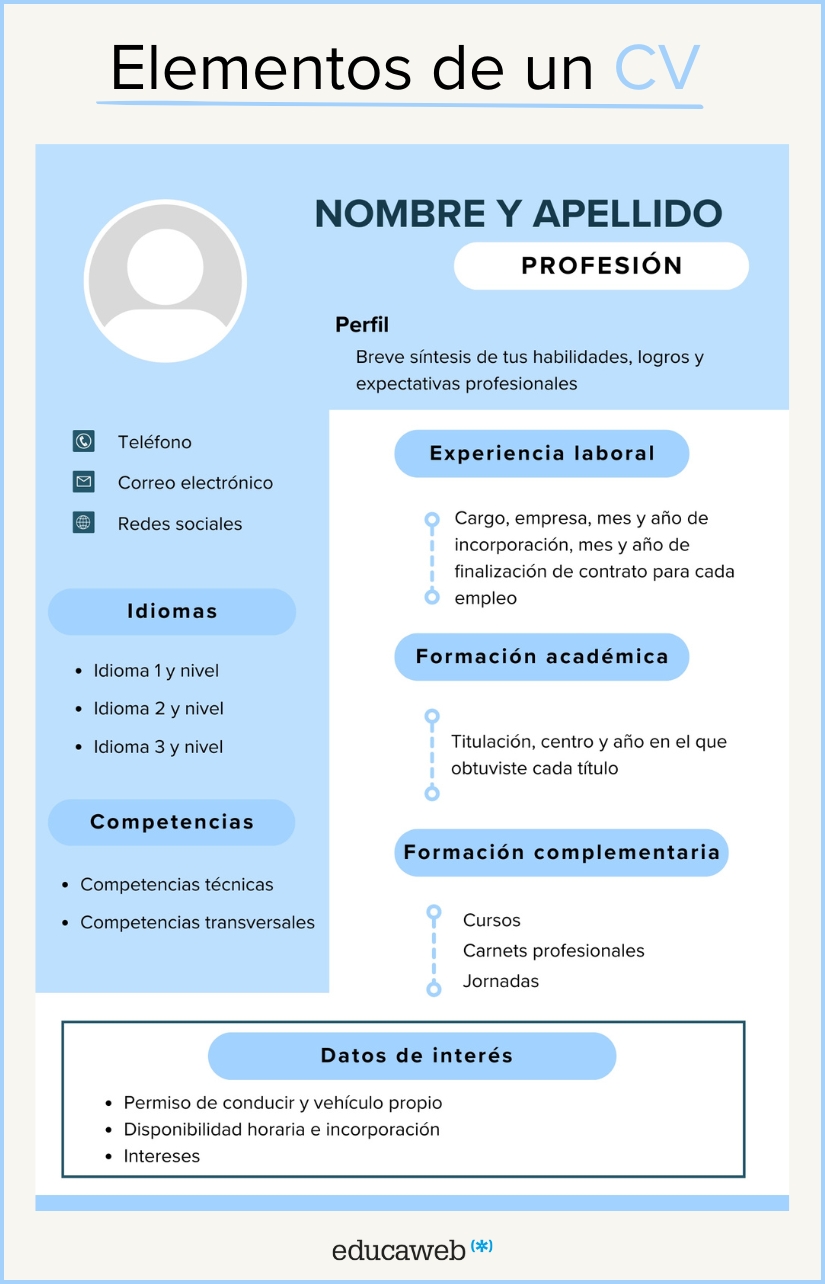 Elementos de un CV
NOMBRE Y APELLIDO
PROFESIÓN
Perfil
Breve síntesis de tus habilidades, logros y
expectativas profesionales
Teléfono
Correo electrónico
Redes sociales
Idiomas
Idioma 1 y nivel
Idioma 2 y nivel
Idioma 3 y nivel
Competencias
Competencias técnicas
Competencias transversales
Experiencia laboral
Cargo, empresa, mes y año de
incorporación, mes y año de
finalización de contrato para cada
empleo
Formación académica
Titulación, centro y año en el que
obtuviste cada título
Formación complementaria
Cursos
Carnets profesionales
Jornadas
Datos de interés
Permiso de conducir y vehículo propio
Disponibilidad horaria e incorporación
Intereses
educaweb(*)